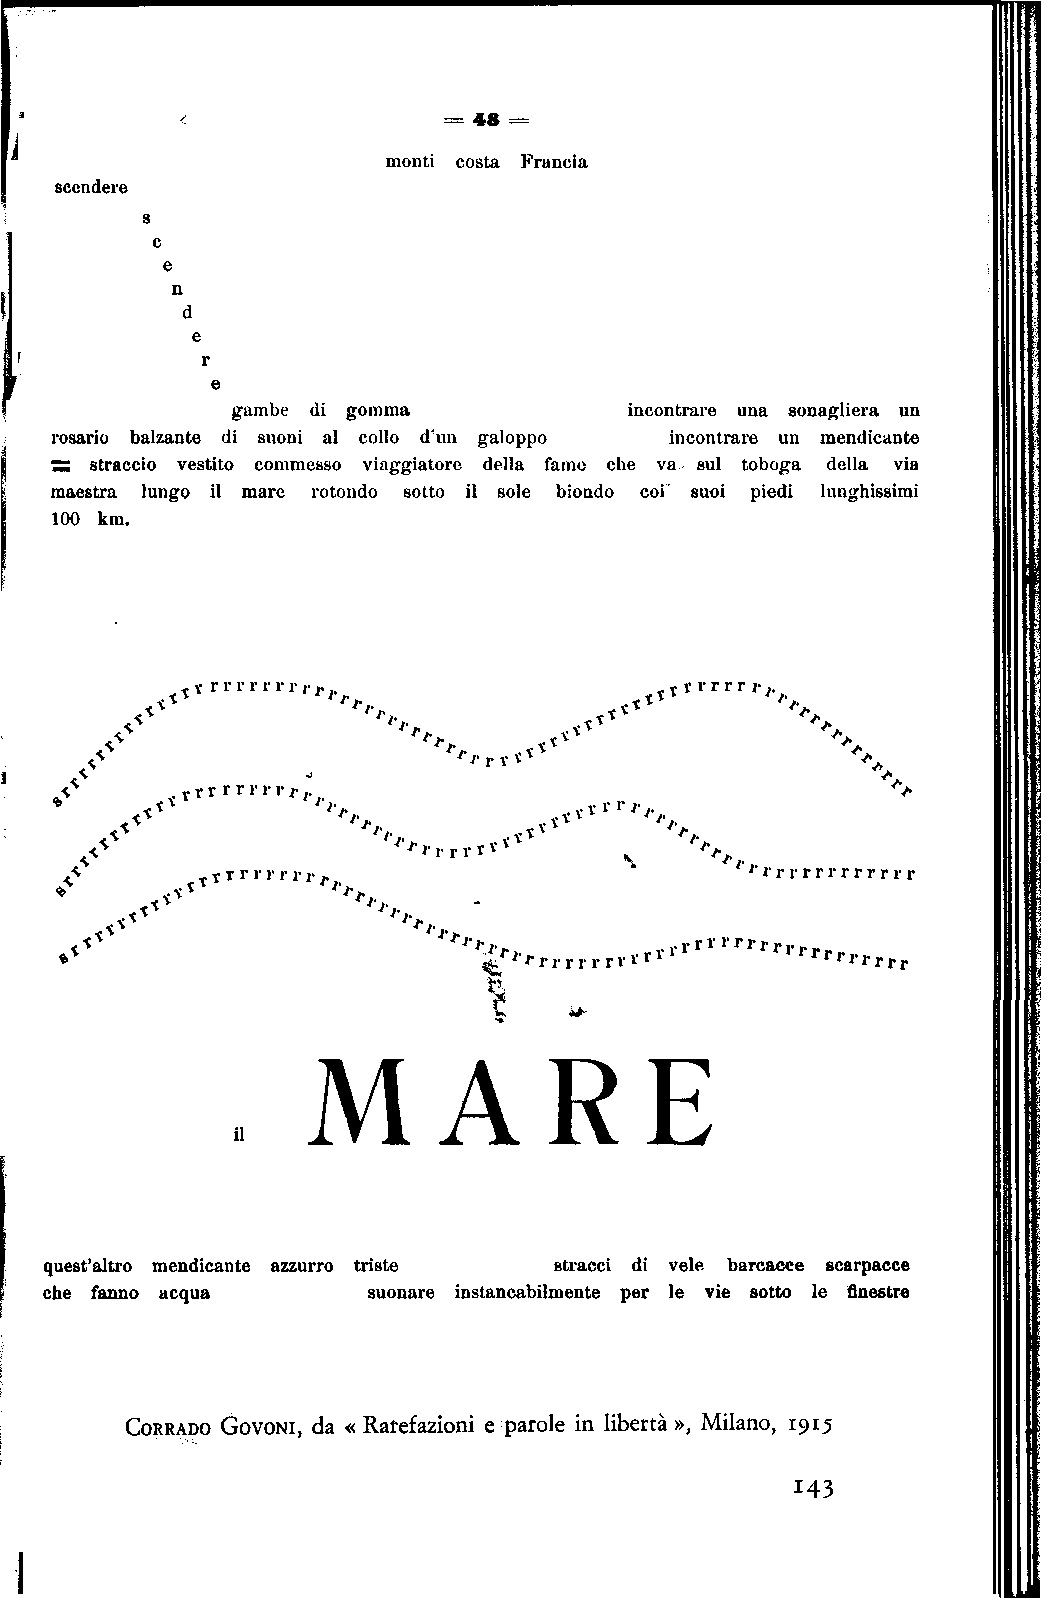 = 48 =
monti costa Francia
scendere
s
c
e
n
d
e
r
e
gambe di gomma incontrare una sonagliera un
rosario balzante di suoni al collo d'un galoppo incontrare un mendicante
= straccio vestito commesso viaggiatore della fame che va sul toboga della via
maestra lungo il mare rotondo sotto il sole biondo coi suoi piedi lunghissimi
100 km.
srrrrrrrrrrrrrrrrrrrrrrrrrrrrrrrrrrrrrrrrrrrrrrrrrrrrrrrrrrrrrrrrrrrrrrrr
srrrrrrrrrrrrrrrrrrrrrrrrrrrrrrrrrrrrrrrrrrrrrrrrrrrrrrrrrrrrrrrrrrrrrr
srrrrrrrrrrrrrrrrrrrrrrrrrrrrrrrrrrrrrrrrrrrrrrrrrrrrrrrrrrrrrrrrrrrr
il MARE
quest'altro mendicante azzurro triste stracci di vele barcacce scarpacce
che fanno acqua suonare instancabilmente per le vie sotto le finestre
CORRADO GOVONI, da « Rarefazioni e parole in libertà », Milano, 1915
143